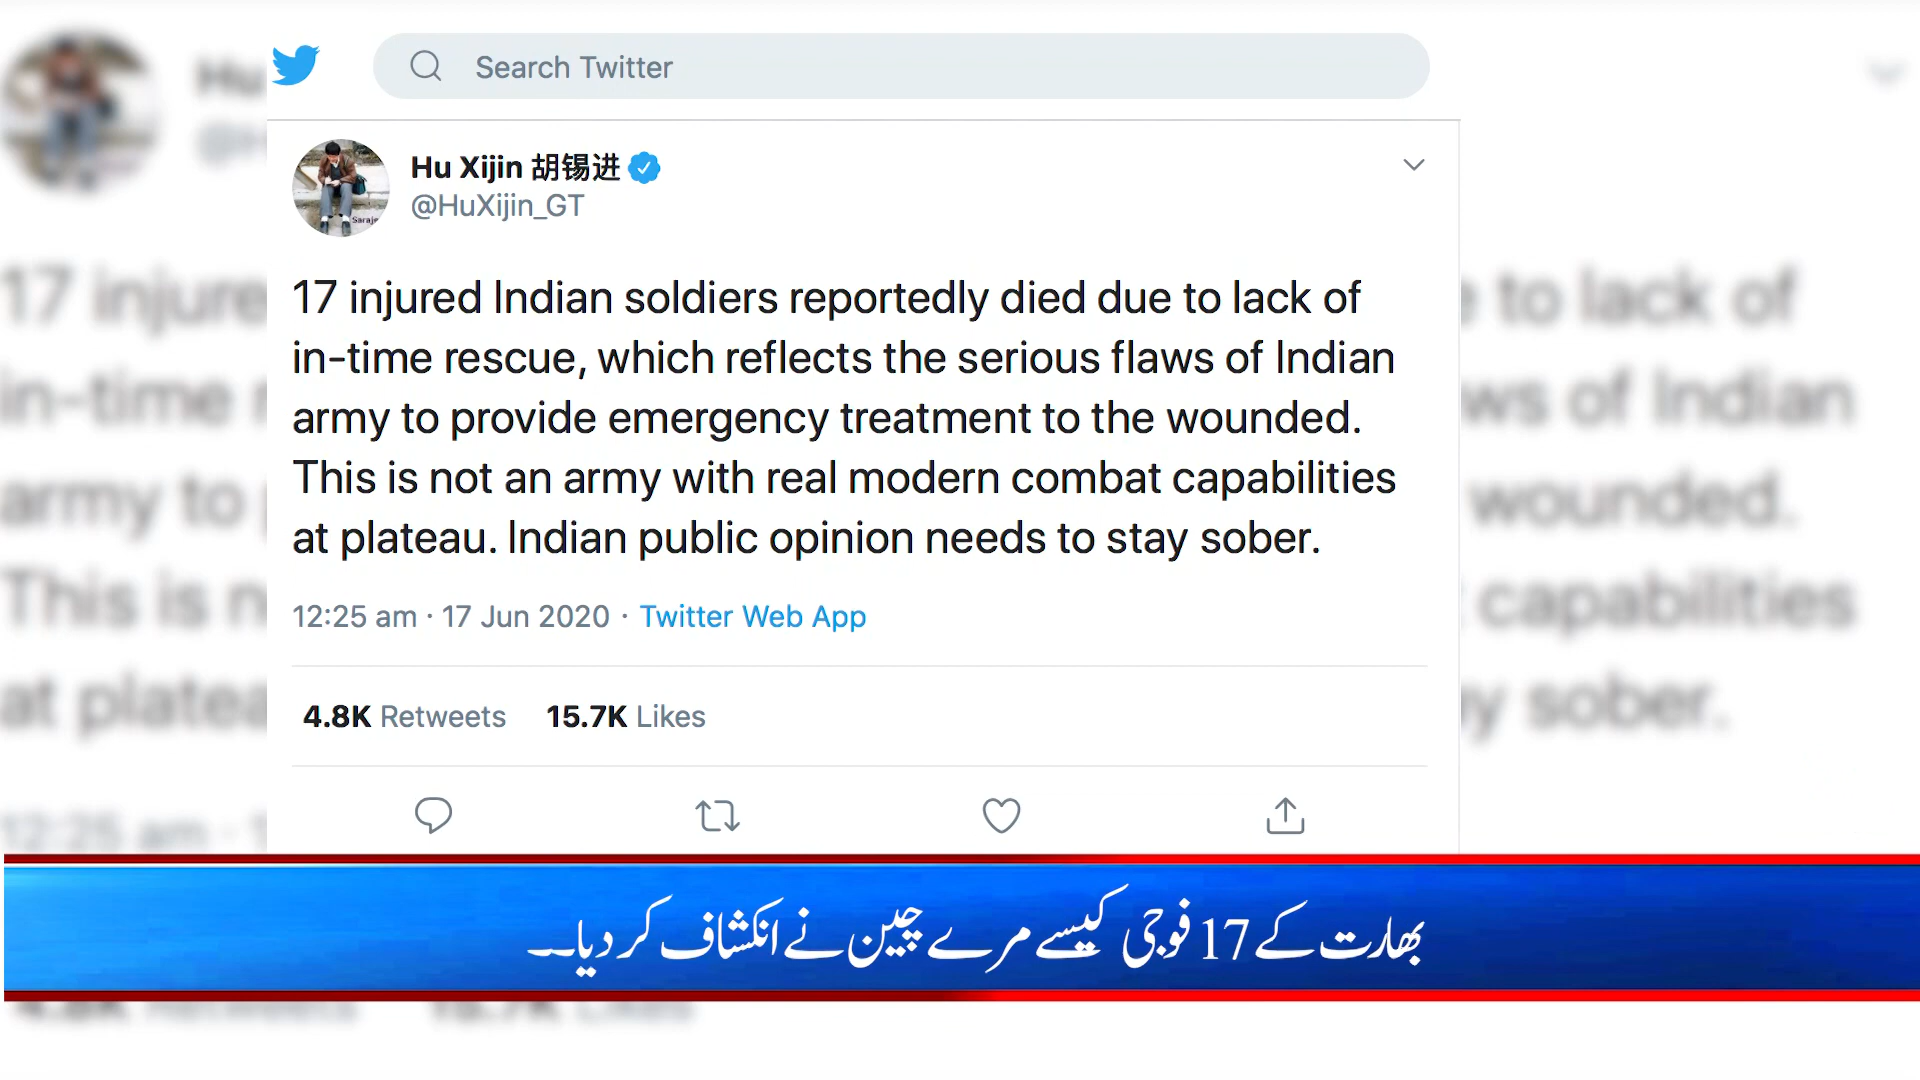 Search Twitter
Hu Xijin 胡锡进
@HuXijin_GT
17 injured Indian soldiers reportedly died due to lack of
in-time rescue, which reflects the serious flaws of Indian
army to provide emergency treatment to the wounded.
This is not an army with real modern combat capabilities
at plateau. Indian public opinion needs to stay sober.
12:25 am · 17 Jun 2020 · Twitter Web App
4.8K Retweets 15.7K Likes
بھارت کے 17 فوجی کیسے مرے چین نے انکشاف کر دیا۔۔